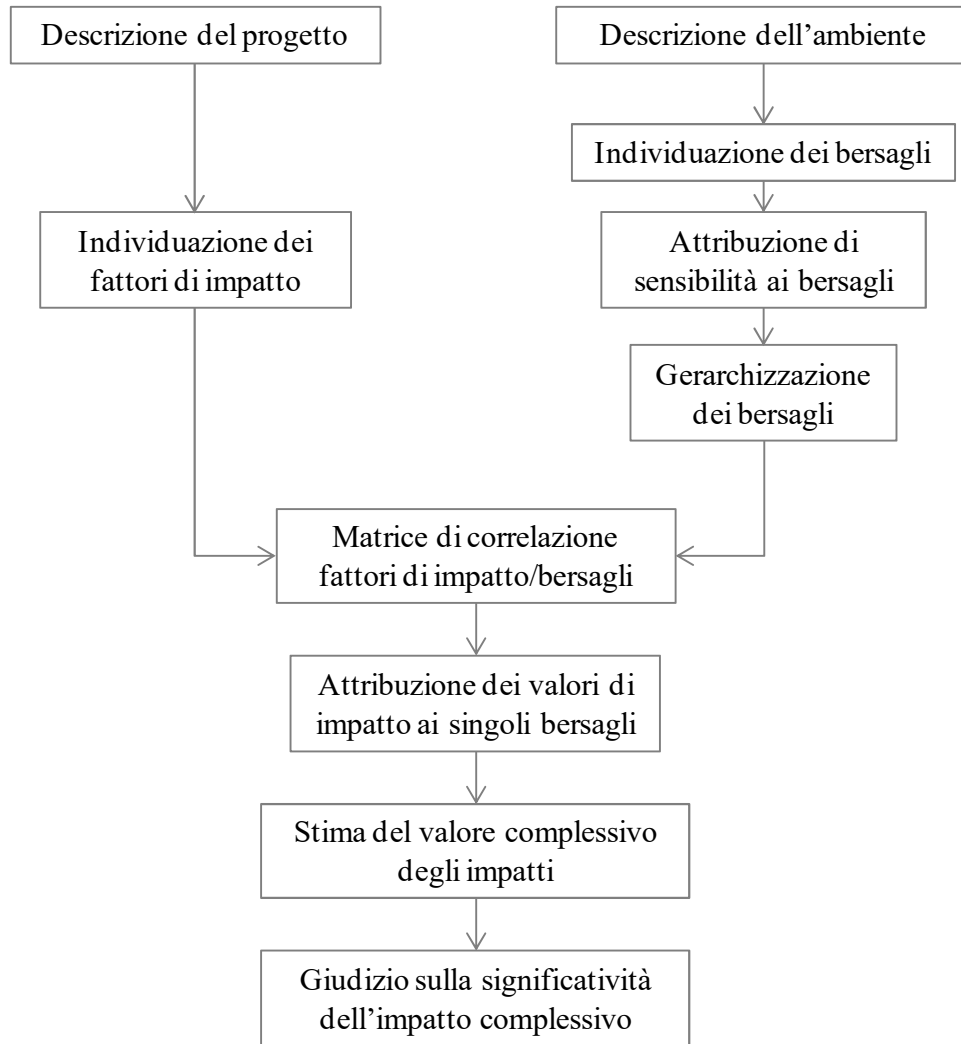 Descrizione del progetto
Descrizione dell’ambiente
Individuazione dei bersagli
Individuazione dei
fattori di impatto
Attribuzione di
sensibilità ai bersagli
Gerarchizzazione
dei bersagli
Matrice di correlazione
fattori di impatto/bersagli
Attribuzione dei valori di
impatto ai singoli bersagli
Stima del valore complessivo
degli impatti
Giudizio sulla significatività
dell’impatto complessivo